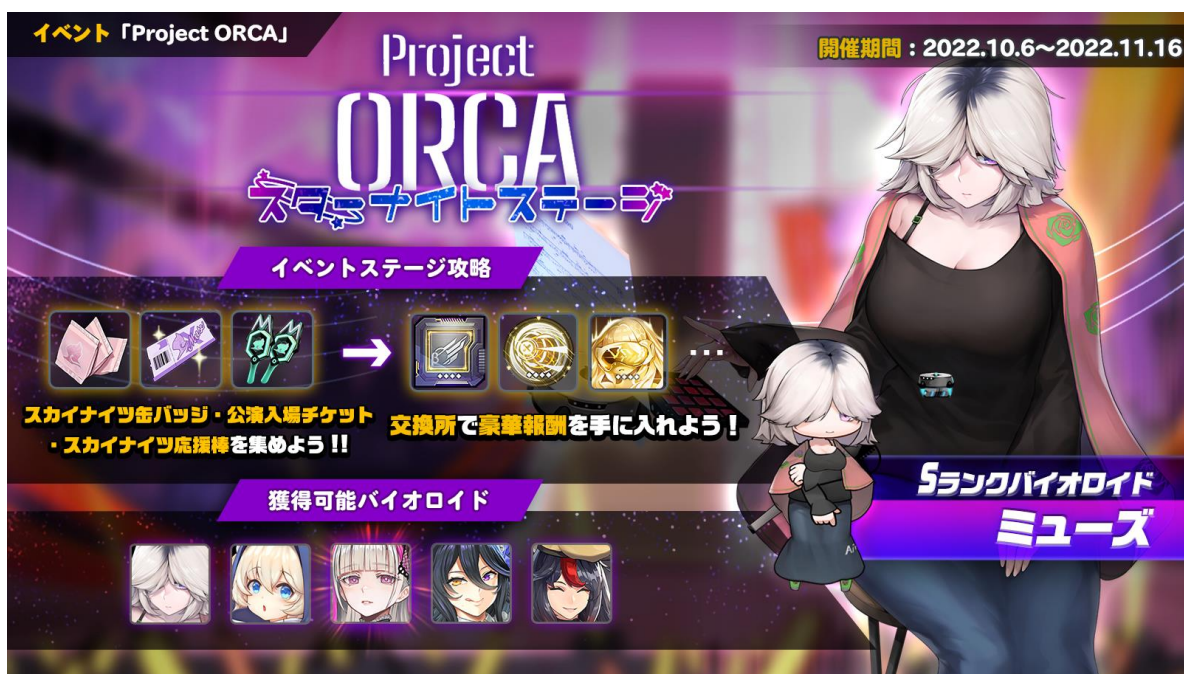 イベント「Project ORCA」
開催期間：2022.10.6～2022.11.16
Project
ORCA
スターナイトステージ
イベントステージ攻略
…
スカイナイツ缶バッジ・公演入場チケット
・スカイナイツ応援棒を集めよう!!
交換所で豪華報酬を手に入れよう！
獲得可能バイオロイド
Sランクバイオロイド
ミューズ